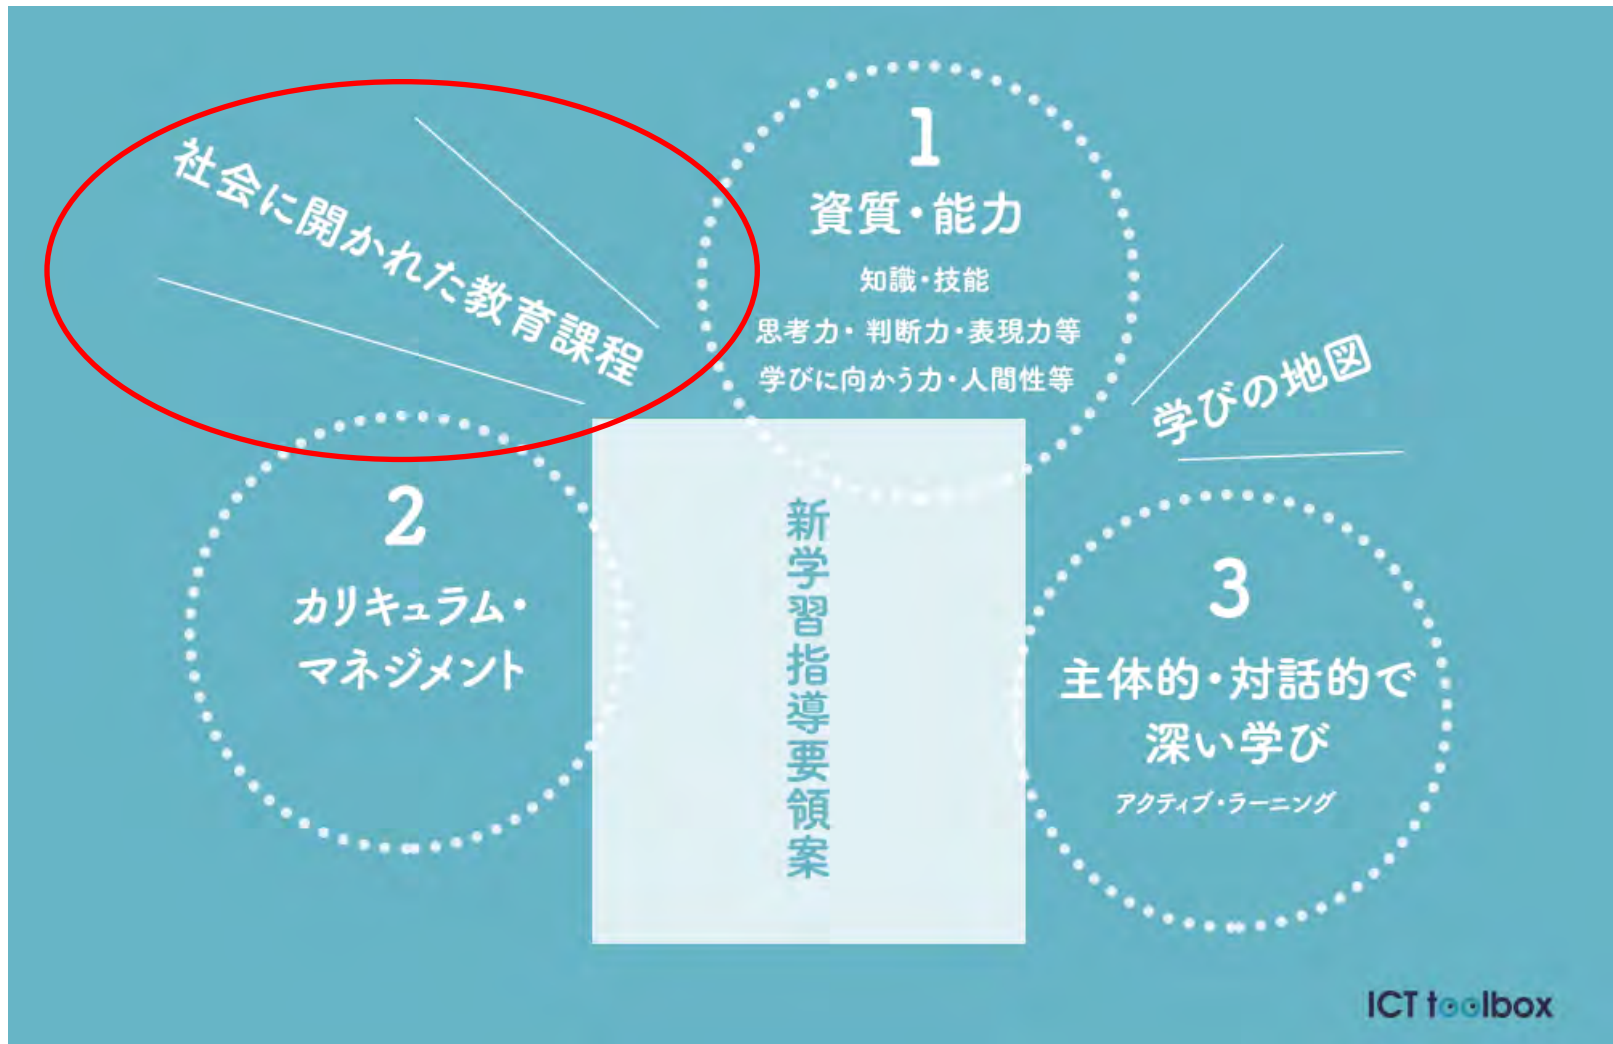 社会に開かれた教育課程
1
資質・能力
知識・技能
思考力・判断力・表現力等
学びに向かう力・人間性等
学びの地図
2
カリキュラム・
マネジメント
新学習指導要領案
3
主体的・対話的で
深い学び
アクティブ・ラーニング
ICT toolbox